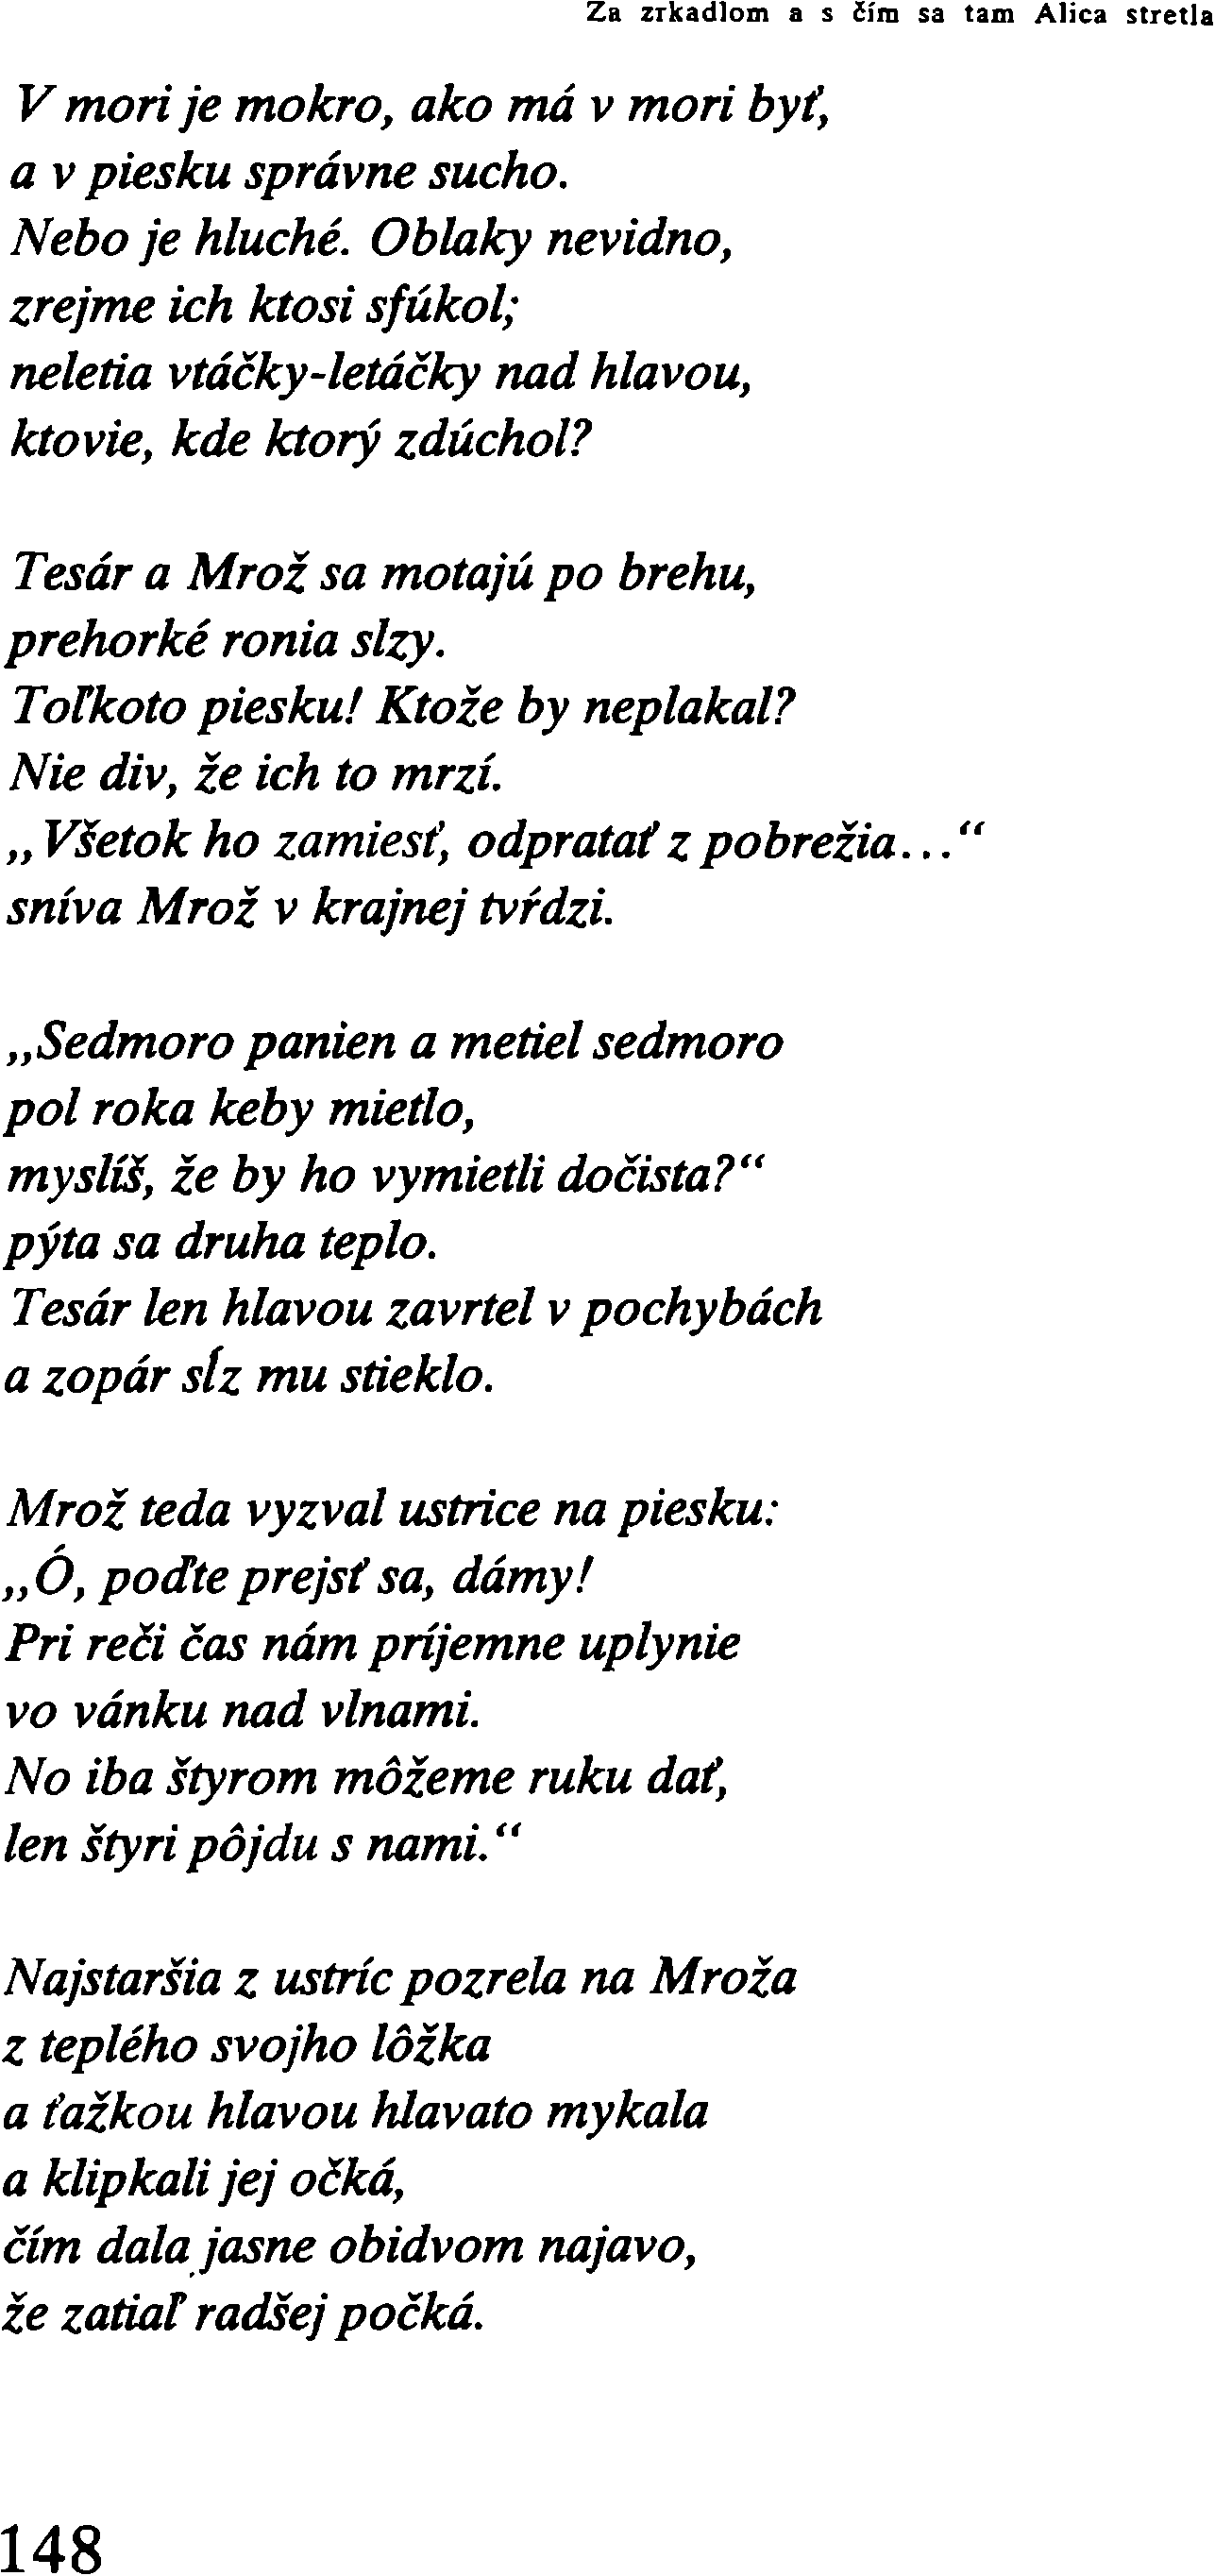 Za zrkadlom a s čím sa tam Alica stretla
V mori je mokro, ako má v mori byť,
a v piesku správne sucho.
Nebo je hluché. Oblaky nevidno,
zrejme ich ktosi sfúkol;
neletia vtáčky-letáčky nad hlavou,
ktovie, kde ktorý zdúchol?
Tesár a Mrož sa motajú po brehu,
prehorké ronia slzy.
Toľkoto piesku! Ktože by neplakal?
Nie div, že ich to mrzí.
„Všetok ho zamiesť, odpratať z pobrežia...“
sníva Mrož v krajnej tvŕdzi.
„Sedmoro panien a metiel sedmoro
pol roka keby mietlo,
myslíš, že by ho vymietli dočista?“
pýta sa druha teplo.
Tesár len hlavou zavrtel v pochybách
a zopár sĺz mu stieklo.
Mrož teda vyzval ustrice na piesku:
„Ó, poďte prejsť sa, dámy!
Pri reči čas nám príjemne uplynie
vo vánku nad vlnami.
No iba štyrom môžeme ruku dať,
len štyri pôjdu s nami.“
Najstaršia z ustríc pozrela na Mroža
z teplého svojho lôžka
a ťažkou hlavou hlavato mykala
a klipkali jej očká,
čím dala jasne obidvom najavo,
že zatiaľ radšej počká.
148